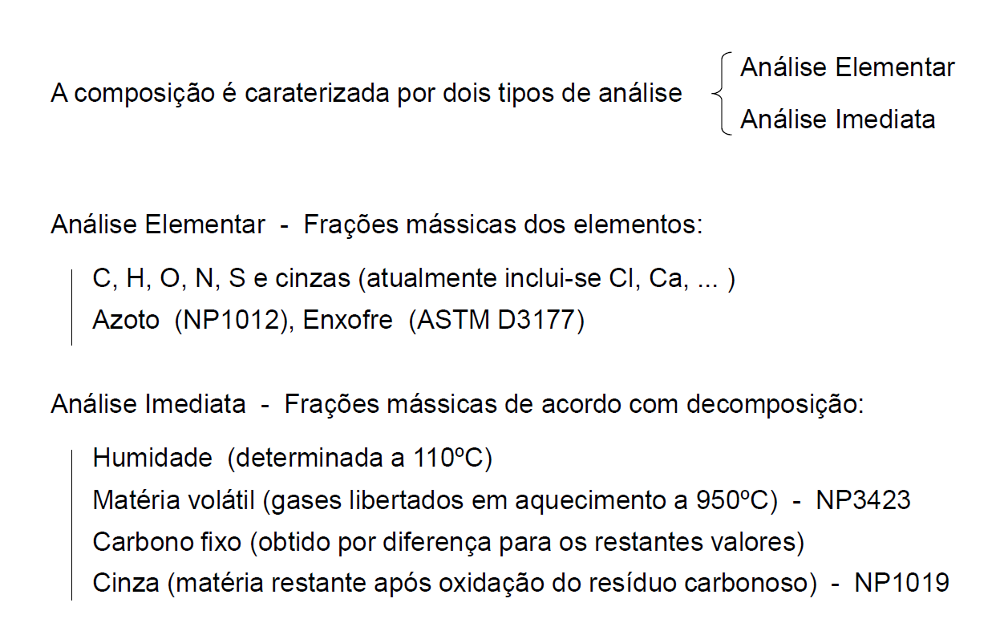 A composição é caraterizada por dois tipos de análise
Análise Elementar
Análise Imediata
Análise Elementar - Frações mássicas dos elementos:
C, H, O, N, S e cinzas (atualmente inclui-se Cl, Ca, ... )
Azoto (NP1012), Enxofre (ASTM D3177)
Análise Imediata - Frações mássicas de acordo com decomposição:
Humidade (determinada a 110ºC)
Matéria volátil (gases libertados em aquecimento a 950ºC) - NP3423
Carbono fixo (obtido por diferença para os restantes valores)
Cinza (matéria restante após oxidação do resíduo carbonoso) - NP1019